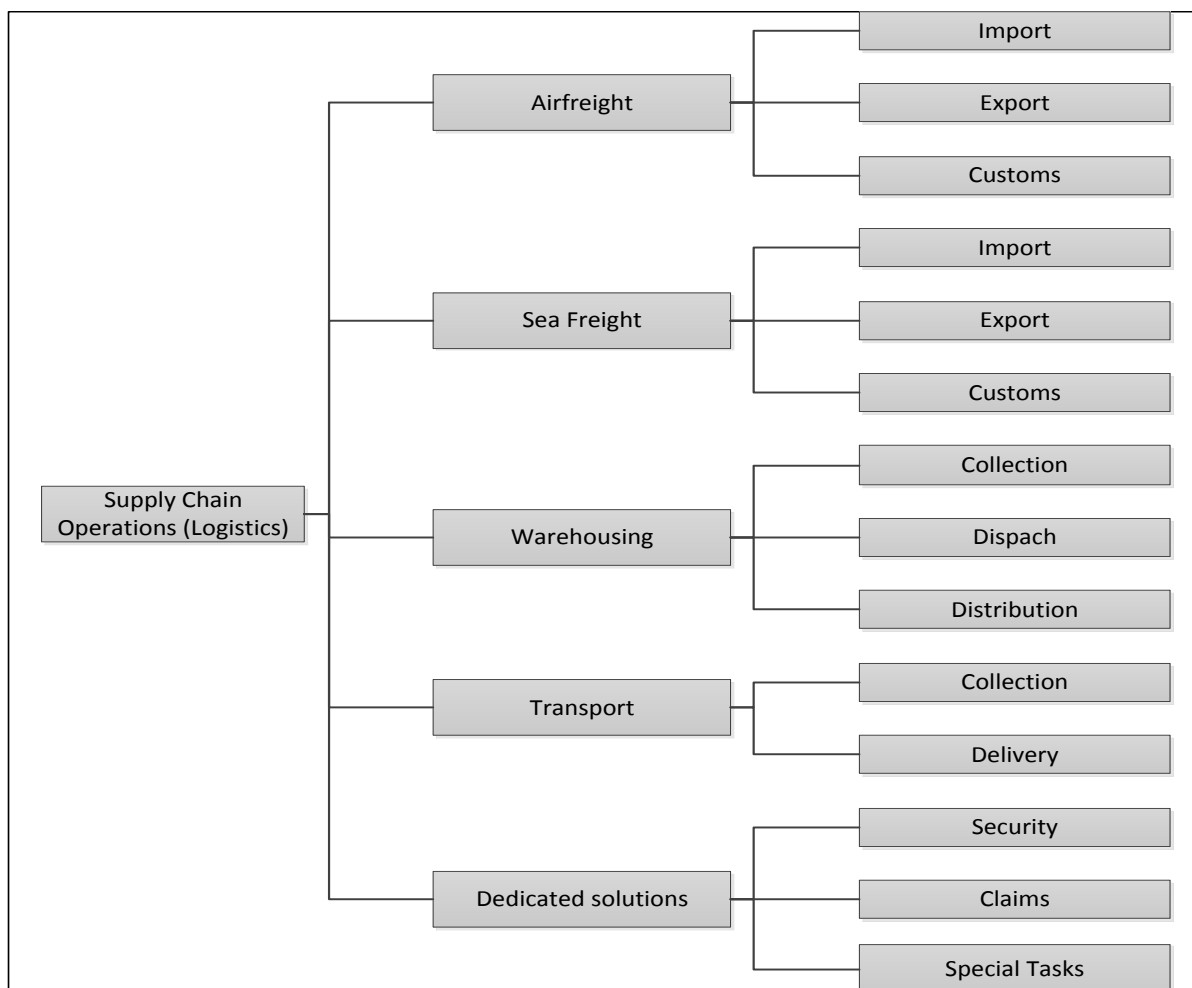 Supply Chain
Operations (Logistics)
Airfreight
Import
Export
Customs
Sea Freight
Import
Export
Customs
Warehousing
Collection
Dispach
Distribution
Transport
Collection
Delivery
Dedicated solutions
Security
Claims
Special Tasks